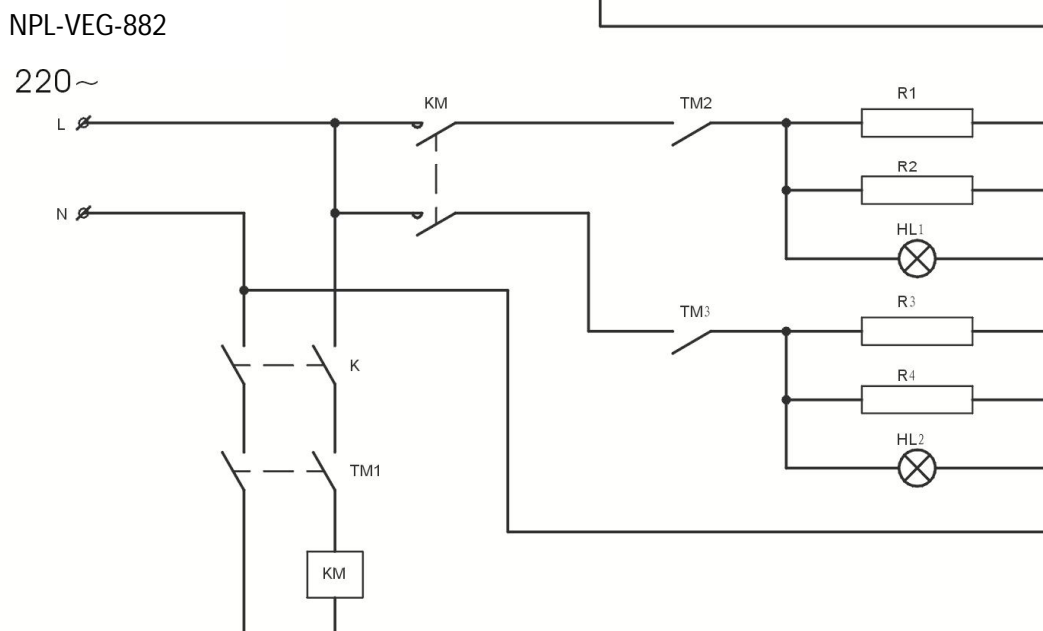 NPL-VEG-882
220~
L
KM
TM2
R1
R2
N
HL1
TM3
R3
K
R4
HL2
TM1
KM